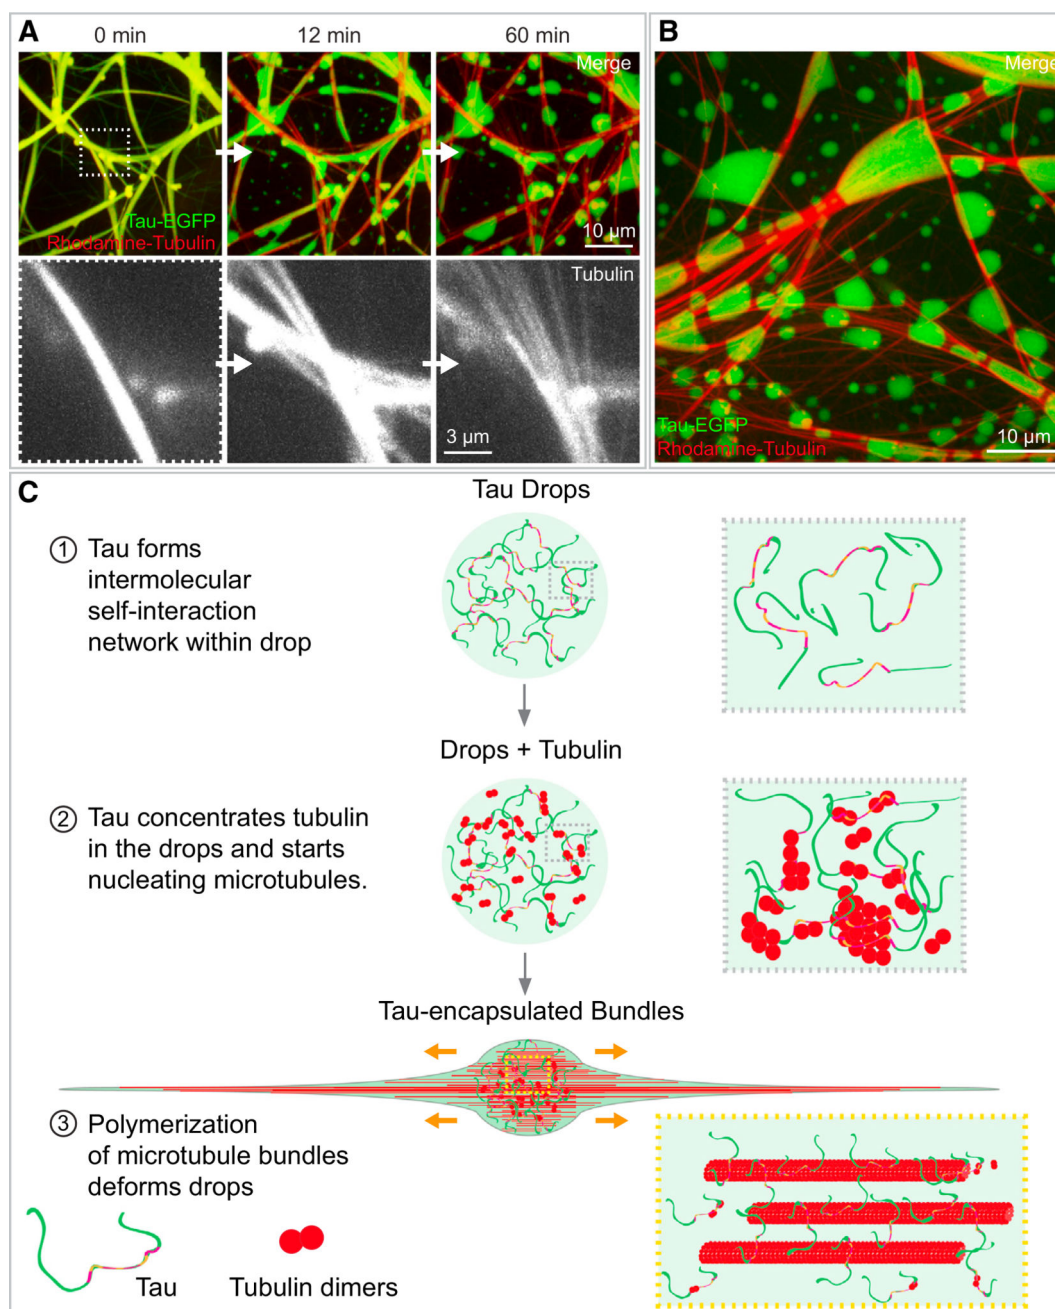 A
0 min
12 min
60 min
Merge
Tau-EGFP
Rhodamine-Tubulin
10 µm
Tubulin
3 µm
B
Merge
Tau-EGFP
Rhodamine-Tubulin
10 µm
C
Tau Drops
1 Tau forms
intermolecular
self-interaction
network within drop
Drops + Tubulin
2 Tau concentrates tubulin
in the drops and starts
nucleating microtubules.
Tau-encapsulated Bundles
3 Polymerization
of microtubule bundles
deforms drops
Tau
Tubulin dimers